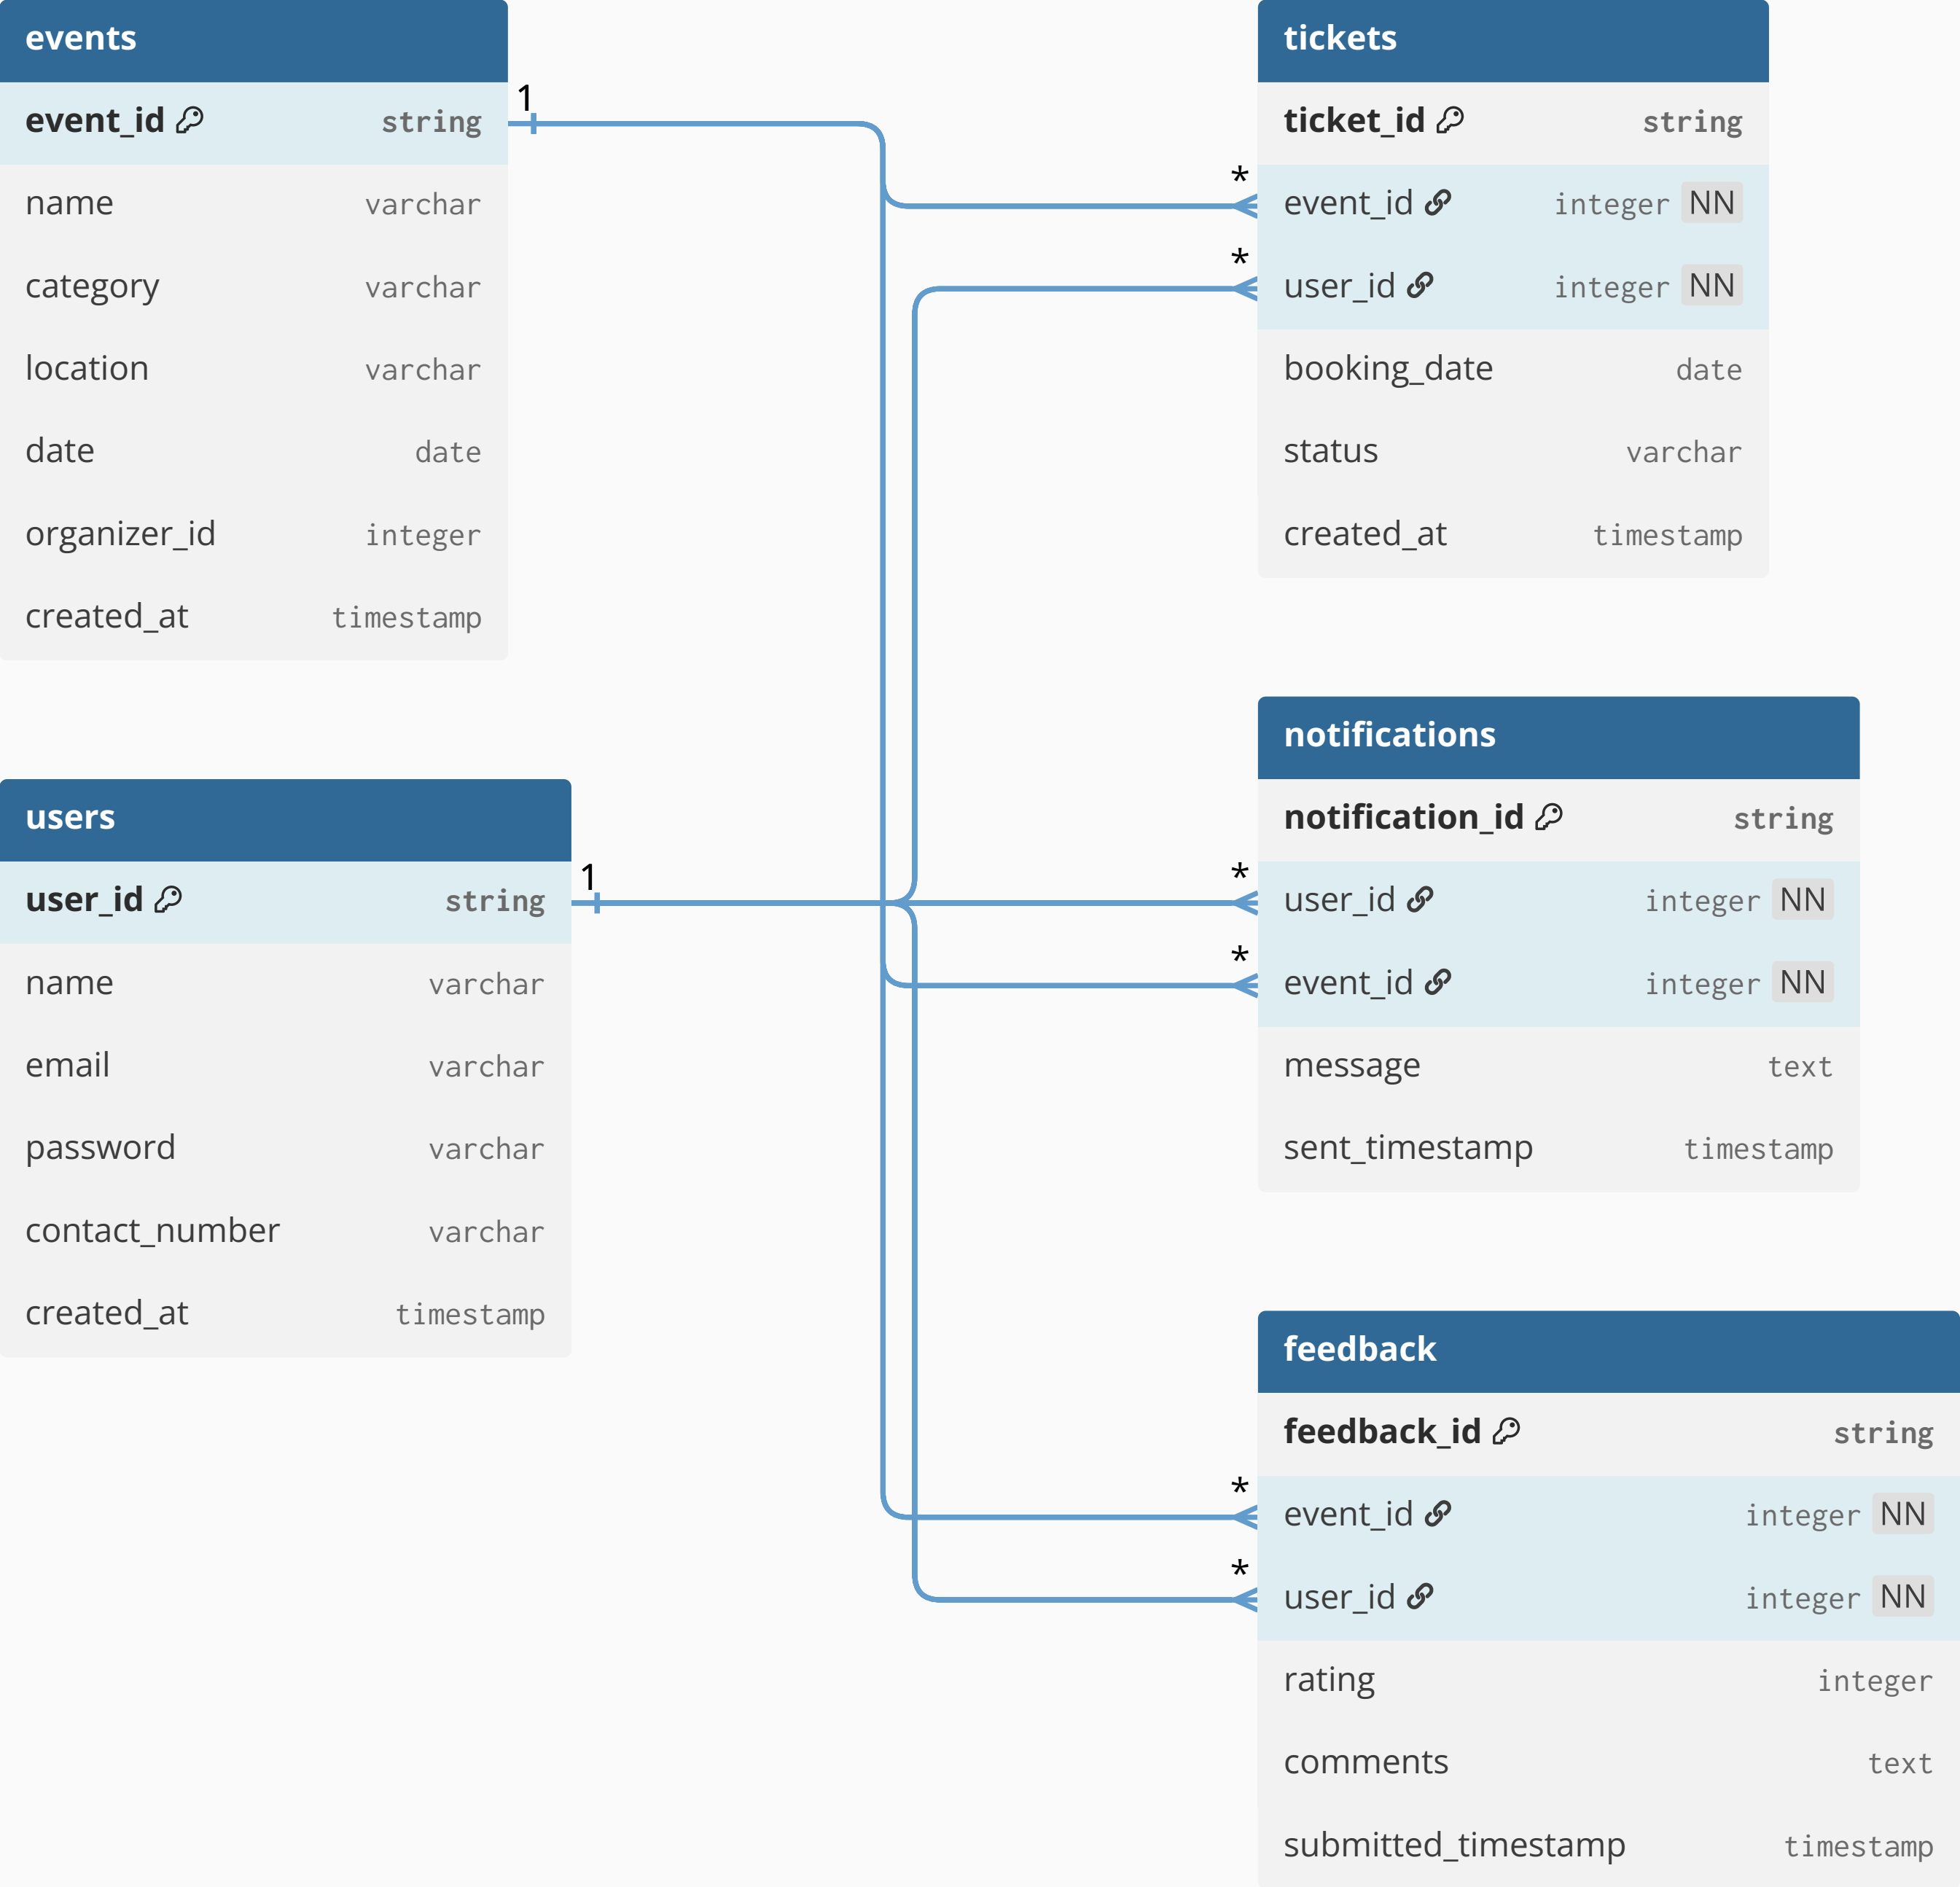 events
event_id string
name varchar
category varchar
location varchar
date date
organizer_id integer
created_at timestamp
1
tickets
ticket_id string
* event_id integer NN
* user_id integer NN
booking_date date
status varchar
created_at timestamp
users
user_id string
name varchar
email varchar
password varchar
contact_number varchar
created_at timestamp
1
notifications
notification_id string
* user_id integer NN
* event_id integer NN
message text
sent_timestamp timestamp
feedback
feedback_id string
* event_id integer NN
* user_id integer NN
rating integer
comments text
submitted_timestamp timestamp